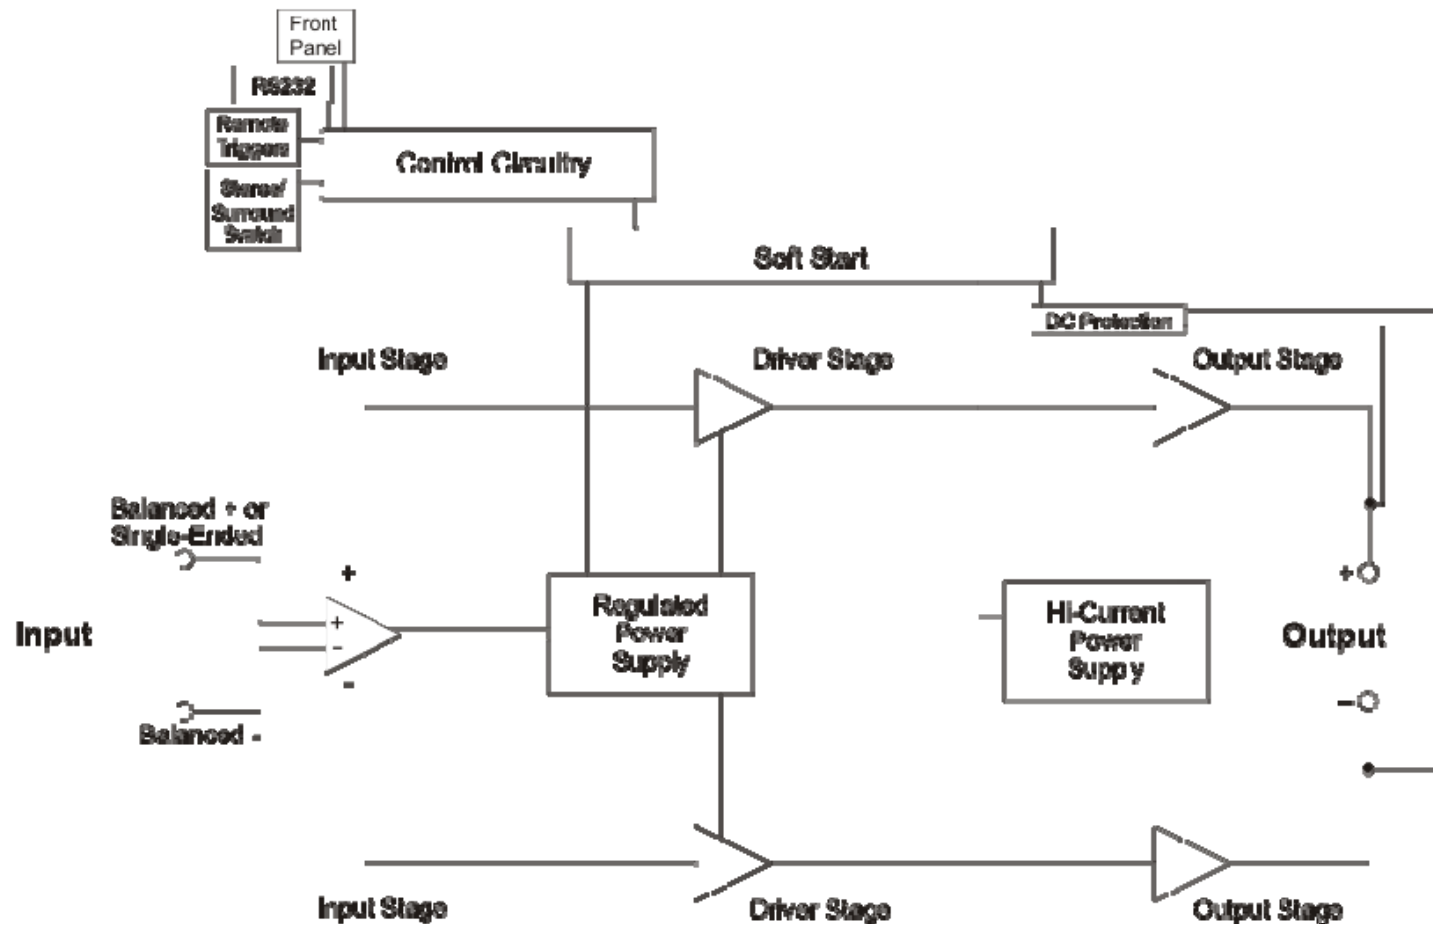 Front
Panel
RS232
Remote
Triggers
Control Circuitry
Stereo/
Surround
Switch
Soft Start
DC Protection
Input Stage
Driver Stage
Output Stage
Balanced + or
Single-Ended
+
+
-
-
Regulated
Power
Supply
Hi-Current
Power
Supply
+
Input
Output
-
Balanced -
Input Stage
Driver Stage
Output Stage